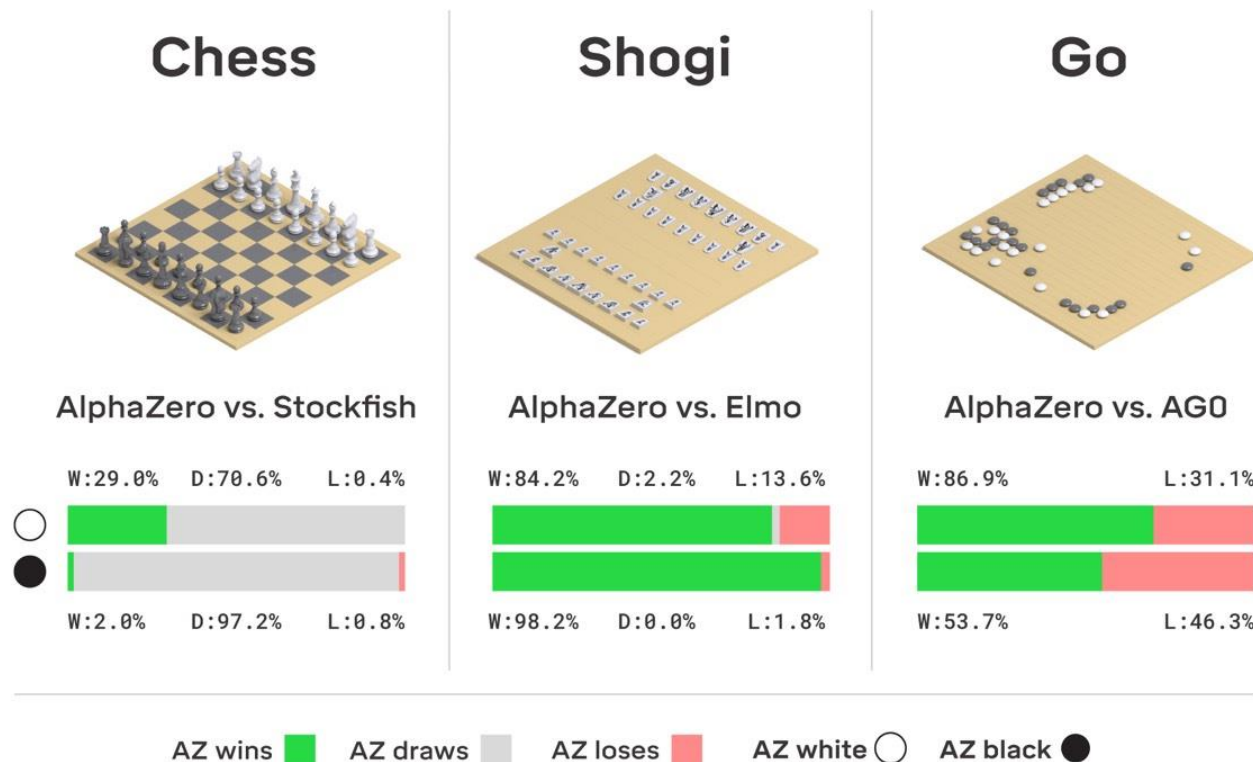 Chess
Shogi
Go
AlphaZero vs. Stockfish
AlphaZero vs. Elmo
AlphaZero vs. AG0
W:29.0% D:70.6% L:0.4%
W:84.2% D:2.2% L:13.6%
W:86.9% L:31.1%
W:2.0% D:97.2% L:0.8%
W:98.2% D:0.0% L:1.8%
W:53.7% L:46.3%
AZ wins AZ draws AZ loses AZ white AZ black